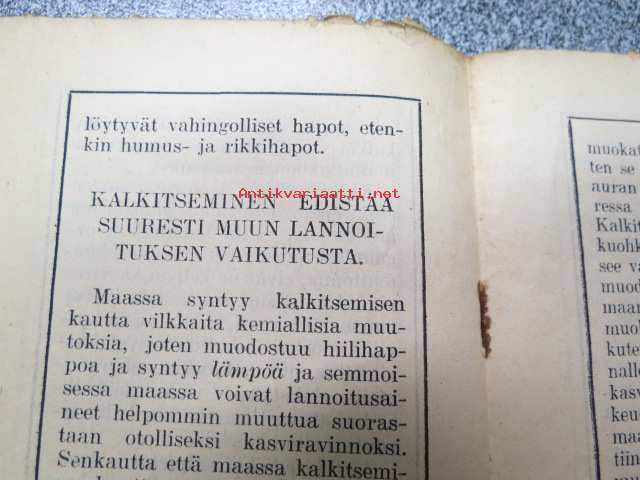 löytyvät vahingolliset hapot, eten-
kin humus- ja rikkihapot.
Antikvariaatti.net
KALKITSEMINEN EDISTÄÄ
SUURESTI MUUN LANNOI-
TUKSEN VAIKUTUSTA.
Maassa syntyy kalkitsemisen
kautta vilkkaita kemiallisia muu-
toksia, joten muodostuu hiilihap-
poa ja syntyy lämpöä ja semmoi-
sessa maassa voivat lannoitusai-
neet helpommin muuttua suoras-
taan otolliseksi kasviravinnoksi.
Senkautta että maassa kalkitsemi-
muokat
ten se
auran
ressa
Kalkit
kuohk
see va
muod
maan
muol
kute
nalle
kasv
keu
maa
tiin